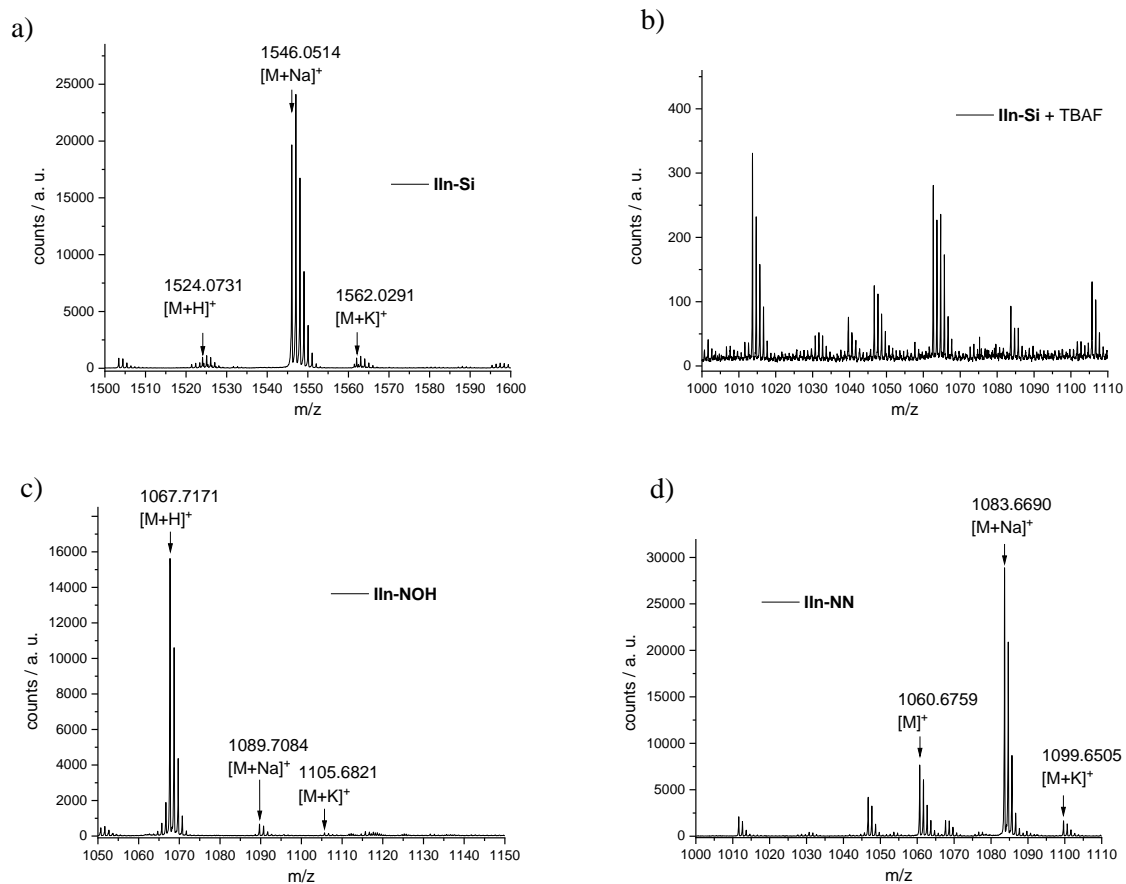 a)
1546.0514
[M+Na]⁺
25000
20000
15000
10000
5000
0
counts / a. u.
IIn-Si
1524.0731
[M+H]⁺
1562.0291
[M+K]⁺
1500 1510 1520 1530 1540 1550 1560 1570 1580 1590 1600
m/z
b)
400
300
200
100
0
counts / a. u.
IIn-Si + TBAF
1000 1010 1020 1030 1040 1050 1060 1070 1080 1090 1100 1110
m/z
c)
1067.7171
[M+H]⁺
16000
14000
12000
10000
8000
6000
4000
2000
0
counts / a. u.
IIn-NOH
1089.7084
[M+Na]⁺
1105.6821
[M+K]⁺
1050 1060 1070 1080 1090 1100 1110 1120 1130 1140 1150
m/z
d)
1083.6690
[M+Na]⁺
30000
25000
20000
15000
10000
5000
0
counts / a. u.
IIn-NN
1060.6759
[M]⁺
1099.6505
[M+K]⁺
1000 1010 1020 1030 1040 1050 1060 1070 1080 1090 1100 1110
m/z